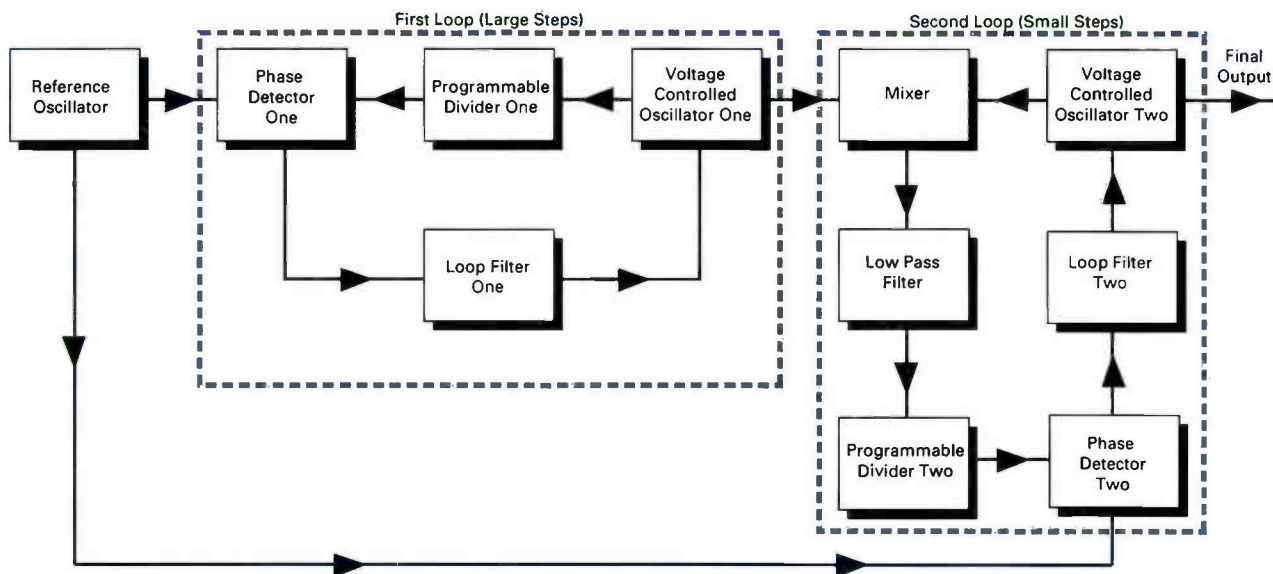 First Loop (Large Steps)
Second Loop (Small Steps)
Reference
Oscillator
Phase
Detector
One
Programmable
Divider One
Voltage
Controlled
Oscillator One
Mixer
Voltage
Controlled
Oscillator Two
Final
Output
Loop Filter
One
Low Pass
Filter
Loop Filter
Two
Programmable
Divider Two
Phase
Detector
Two